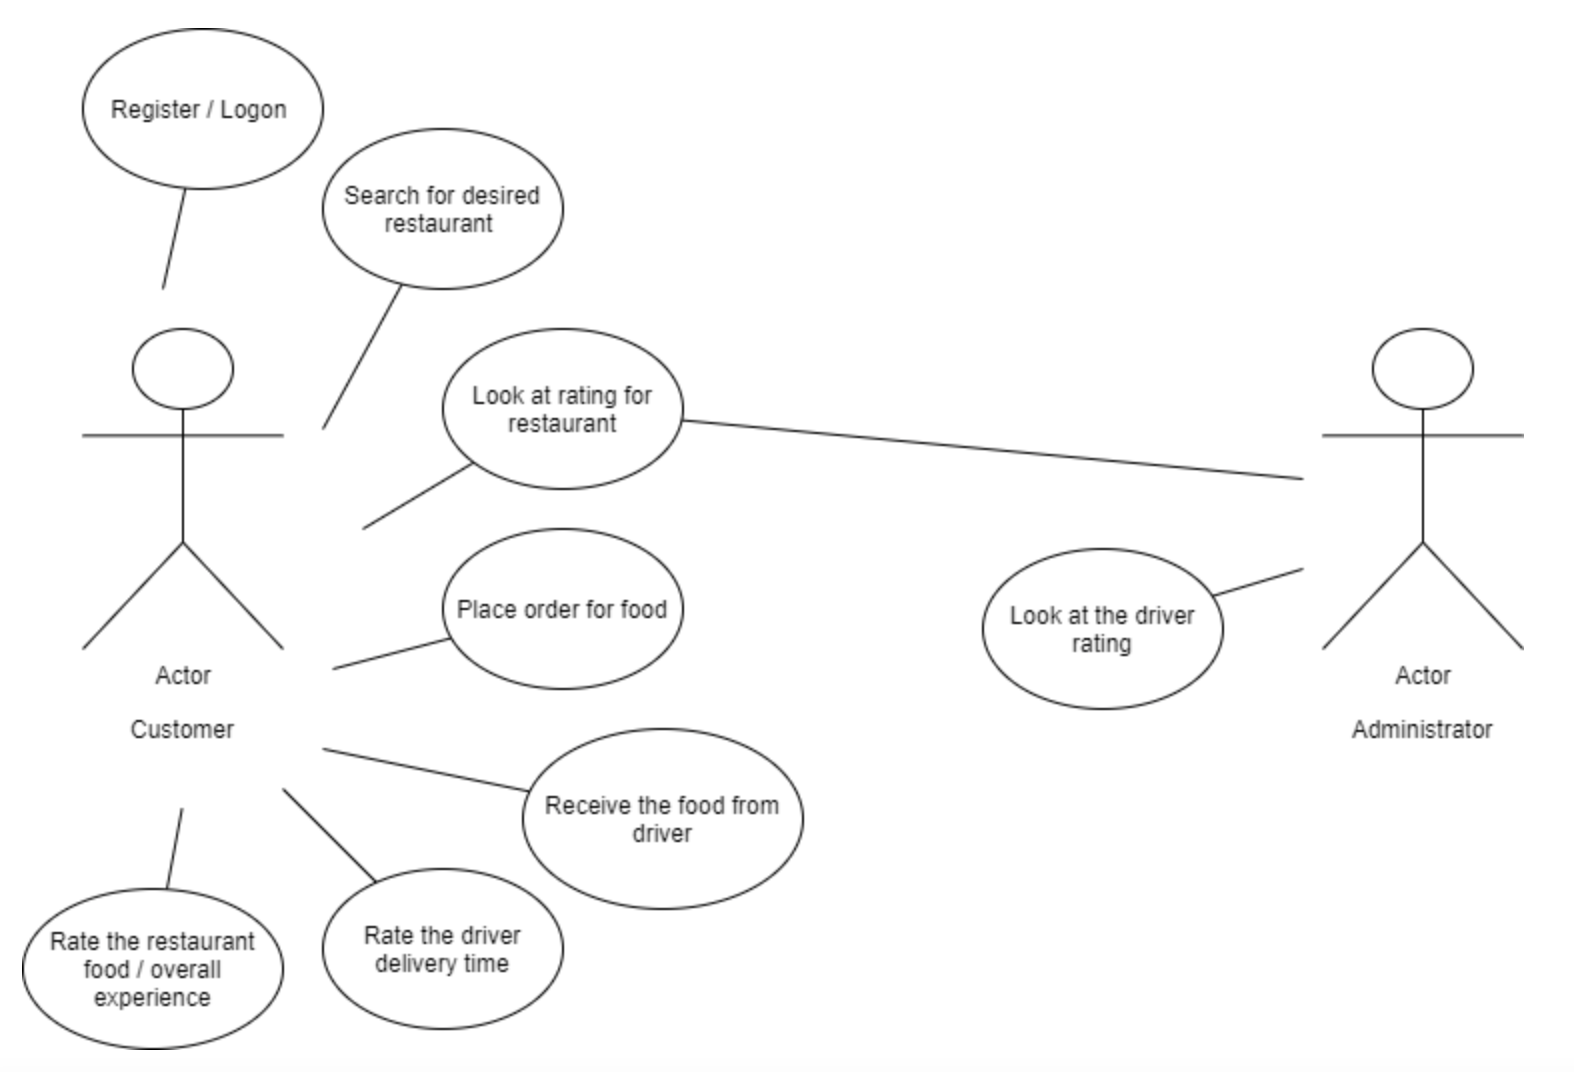 Register / Logon
Search for desired
restaurant
Look at rating for
restaurant
Place order for food
Look at the driver
rating
Actor
Customer
Actor
Administrator
Receive the food from
driver
Rate the restaurant
food / overall
experience
Rate the driver
delivery time